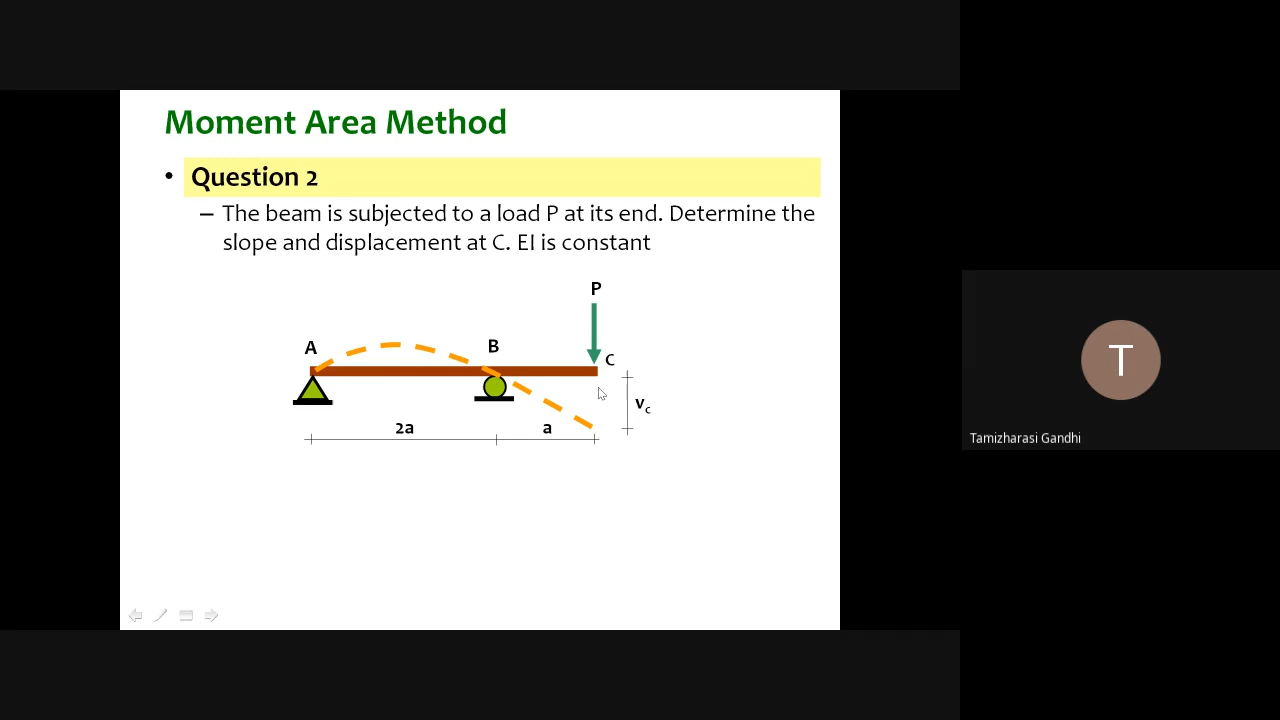 Moment Area Method
• Question 2
– The beam is subjected to a load P at its end. Determine the
slope and displacement at C. EI is constant
P
A
B
C
v_c
2a
a
T
Tamizharasi Gandhi